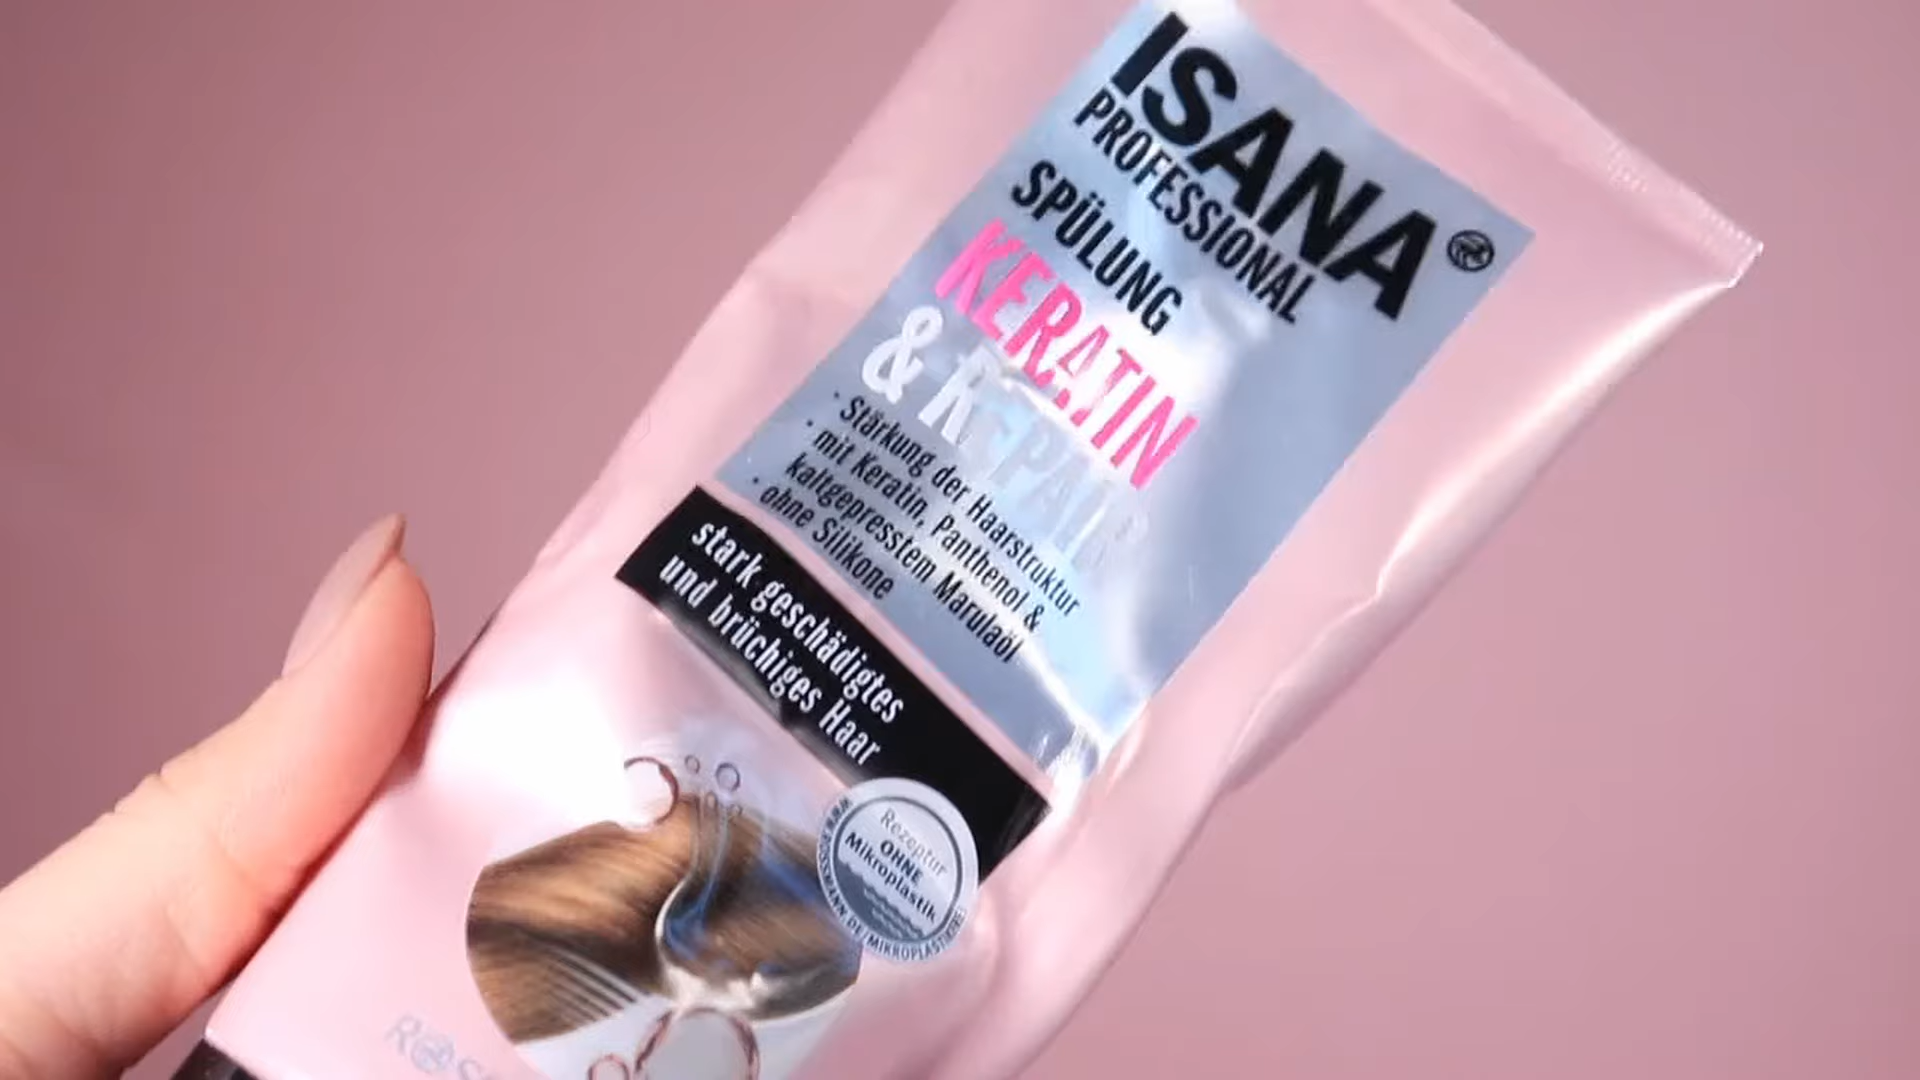 ISANA
PROFESSIONAL
SPÜLUNG
KERATIN
& REPAIR
· Stärkung der Haarstruktur
· mit Keratin, Panthenol &
kaltgepresstem Marulaöl
· ohne Silikone
stark geschädigtes
und brüchiges Haar
Rezeptur
OHNE
Mikroplastik